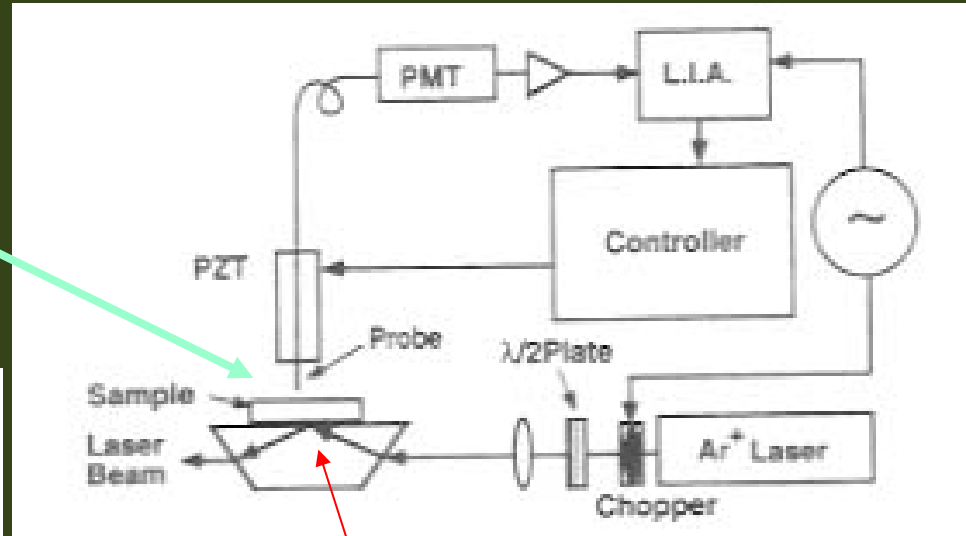 PMT
L.I.A.
~
Controller
PZT
Probe
λ/2Plate
Sample
Laser
Beam
Ar⁺ Laser
Chopper